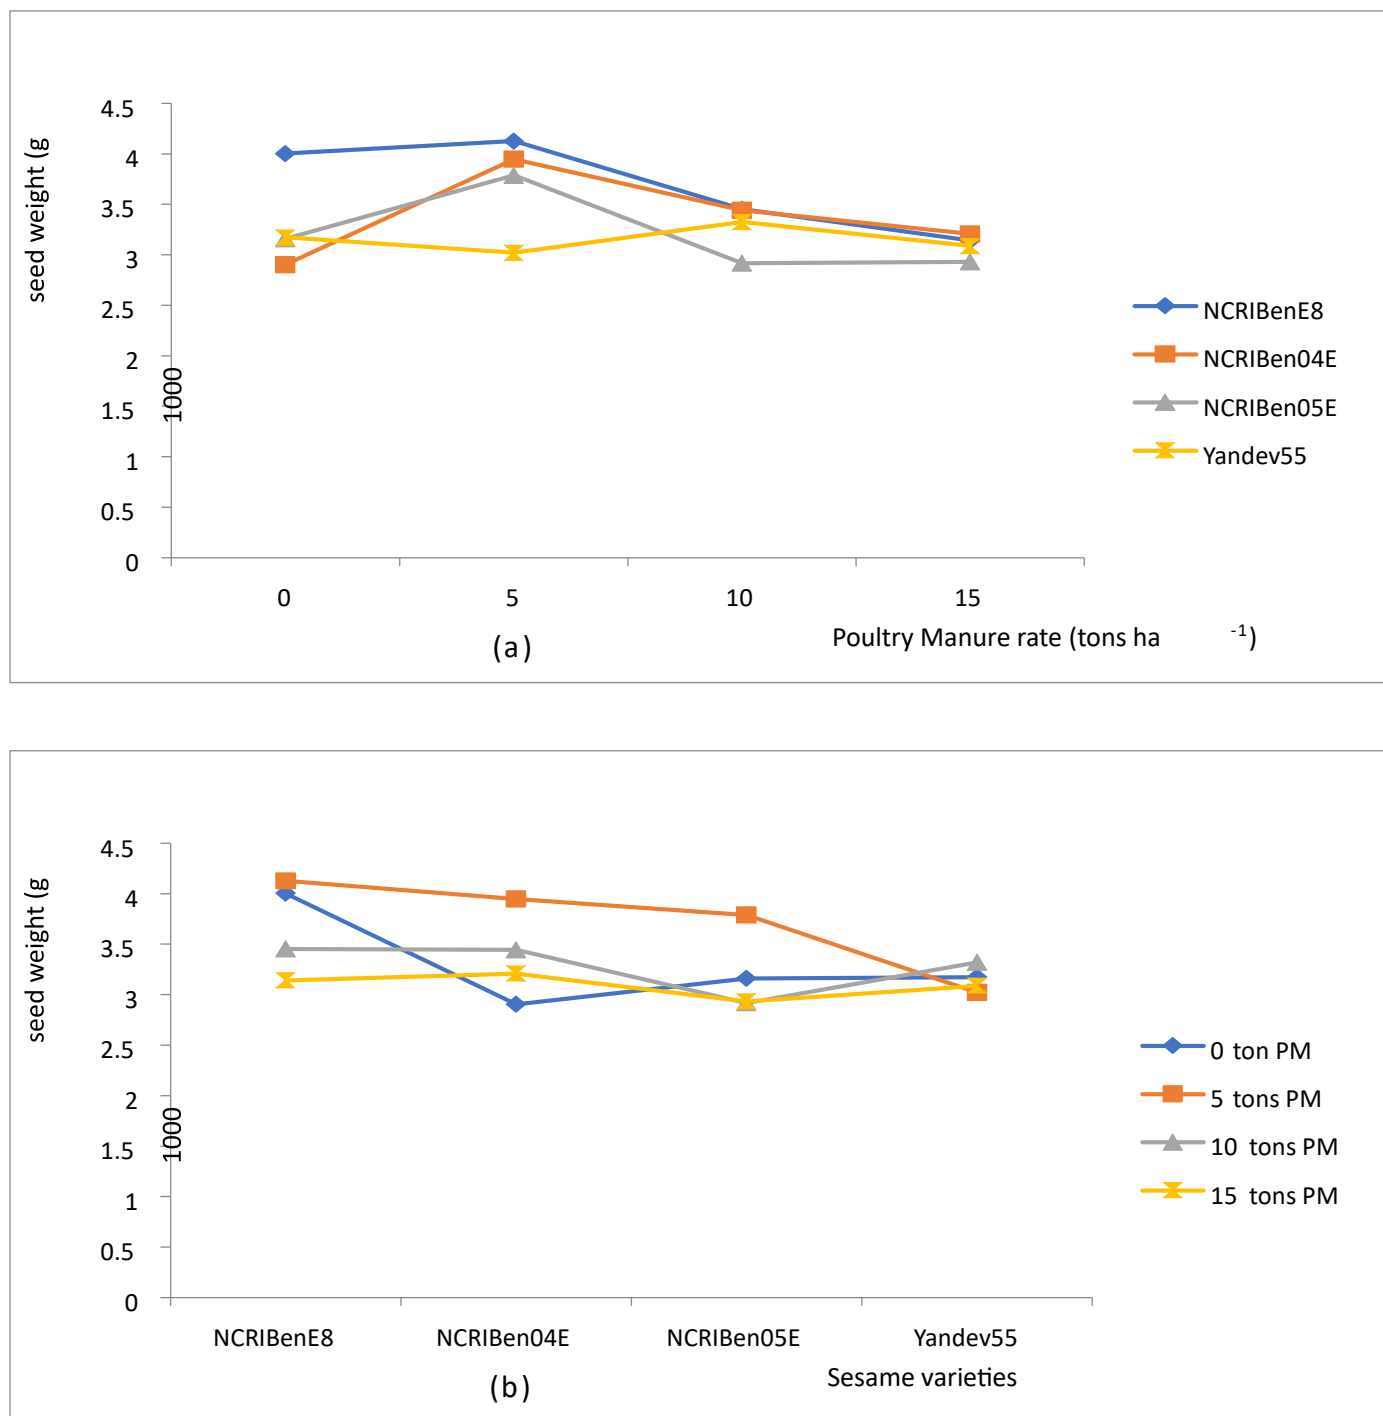 4.5
4
3.5
3
2.5
2
1.5
1
0.5
0
seed weight (g
1000
0 5 10 15
(a)
Poultry Manure rate (tons ha -1)
NCRIBenE8
NCRIBen04E
NCRIBen05E
Yandev55
4.5
4
3.5
3
2.5
2
1.5
1
0.5
0
seed weight (g
1000
NCRIBenE8 NCRIBen04E NCRIBen05E Yandev55
(b)
Sesame varieties
0 ton PM
5 tons PM
10 tons PM
15 tons PM